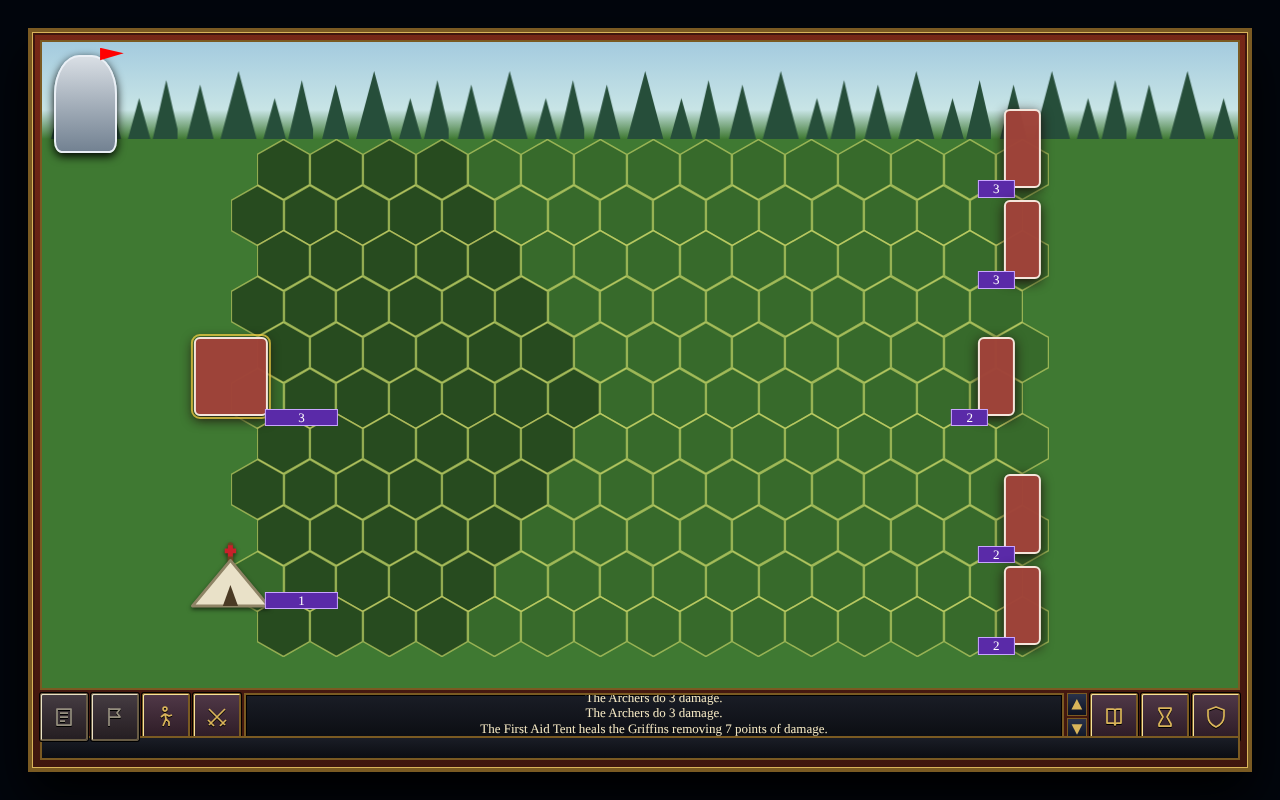 3
3
3
2
2
1
2
The Archers do 3 damage.
The Archers do 3 damage.
The First Aid Tent heals the Griffins removing 7 points of damage.